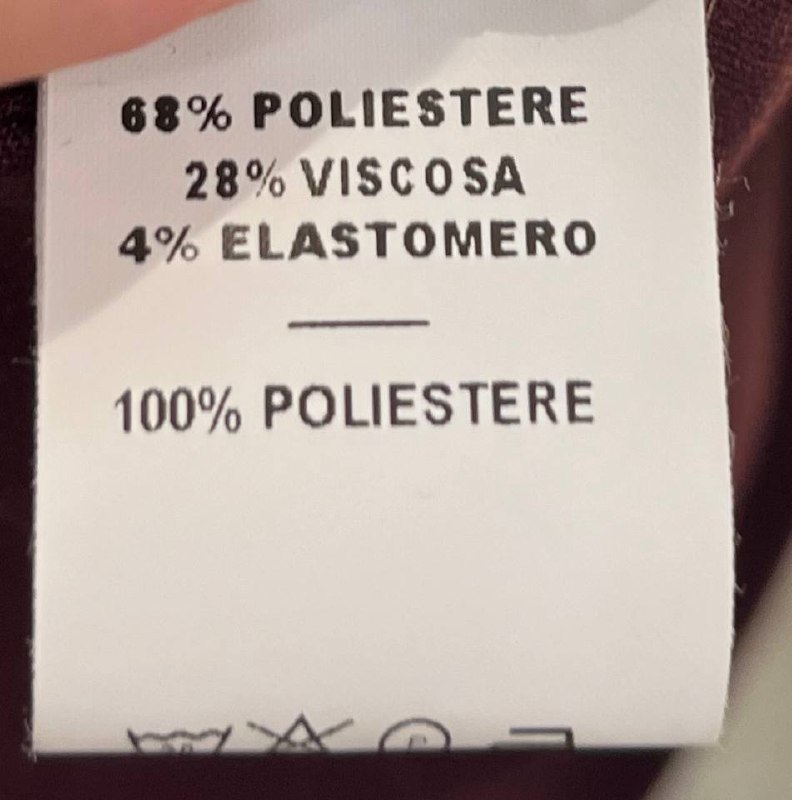 68% POLIESTERE
28% VISCOSA
4% ELASTOMERO
100% POLIESTERE